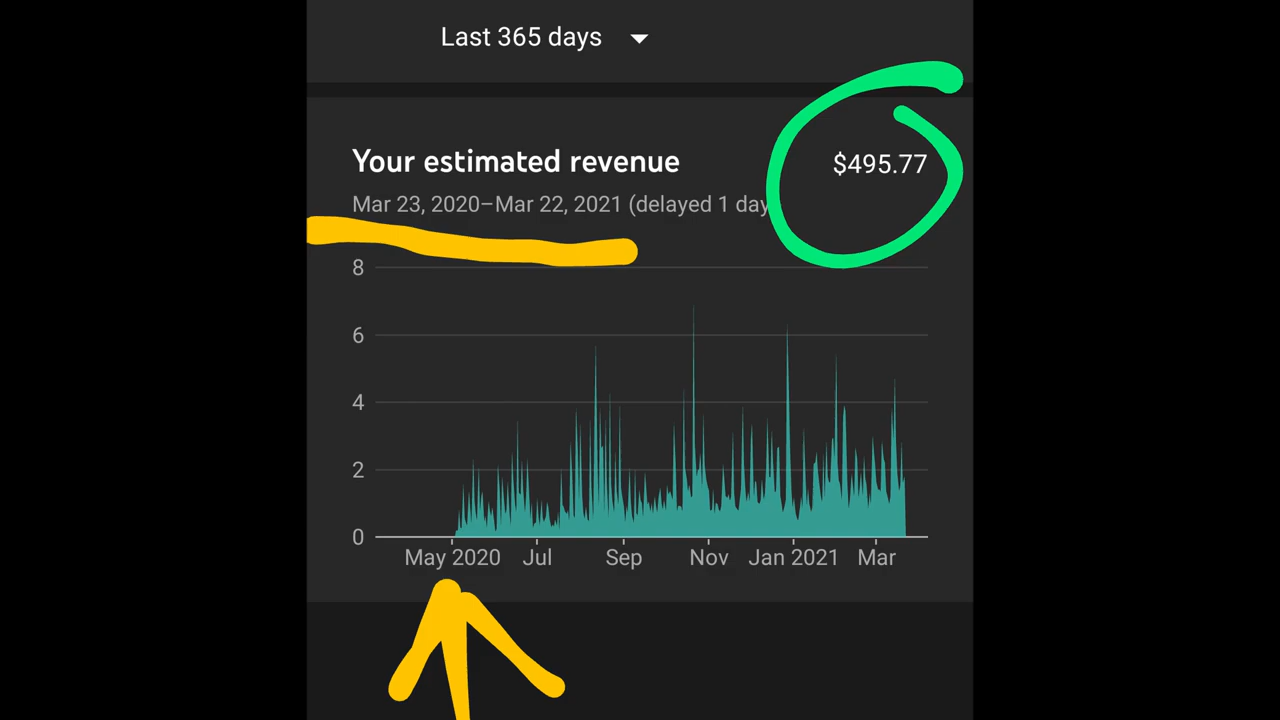 Last 365 days
Your estimated revenue
$495.77
Mar 23, 2020–Mar 22, 2021 (delayed 1 day
8
6
4
2
0
May 2020 Jul Sep Nov Jan 2021 Mar